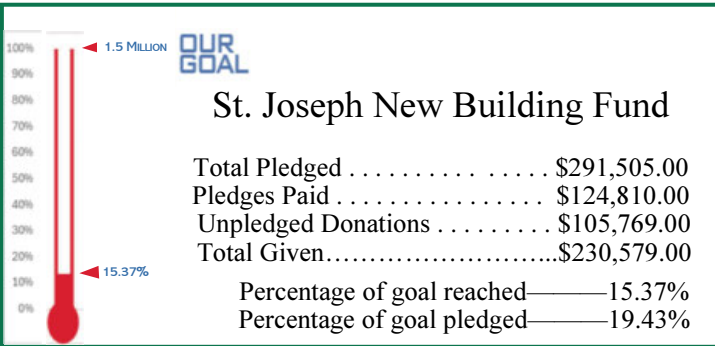 100%
1.5 MILLION
OUR
GOAL
90%
80%
70%
60%
50%
40%
30%
20%
15.37%
10%
0%
St. Joseph New Building Fund
Total Pledged . . . . . . . . . . . . . . . . $291,505.00
Pledges Paid . . . . . . . . . . . . . . . . $124,810.00
Unpledged Donations . . . . . . . . . $105,769.00
Total Given……………………..$230,579.00
Percentage of goal reached———15.37%
Percentage of goal pledged———19.43%